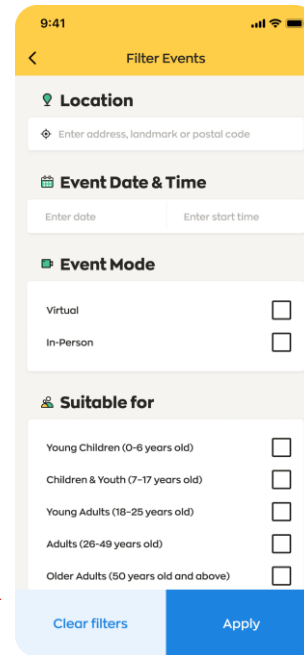 9:41
Filter Events
Location
Enter address, landmark or postal code
Event Date & Time
Enter date Enter start time
Event Mode
Virtual
In-Person
Suitable for
Young Children (0-6 years old)
Children & Youth (7-17 years old)
Young Adults (18-25 years old)
Adults (26-49 years old)
Older Adults (50 years old and above)
Clear filters Apply